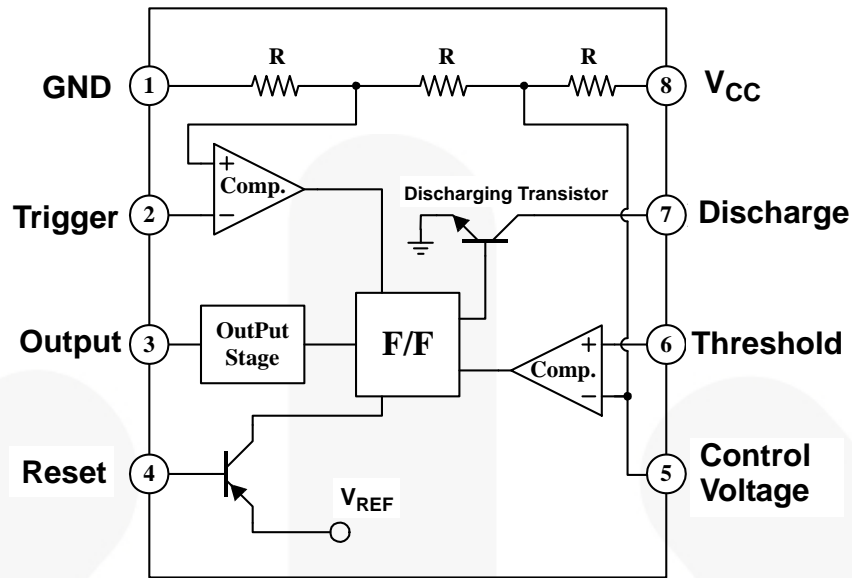 R R R
GND 1 8 VCC
+
Comp.
−
Discharging Transistor
Trigger 2 7 Discharge
Output 3 OutPut
Stage
F/F
+
Comp.
−
6 Threshold
Reset 4
VREF
5 Control
Voltage